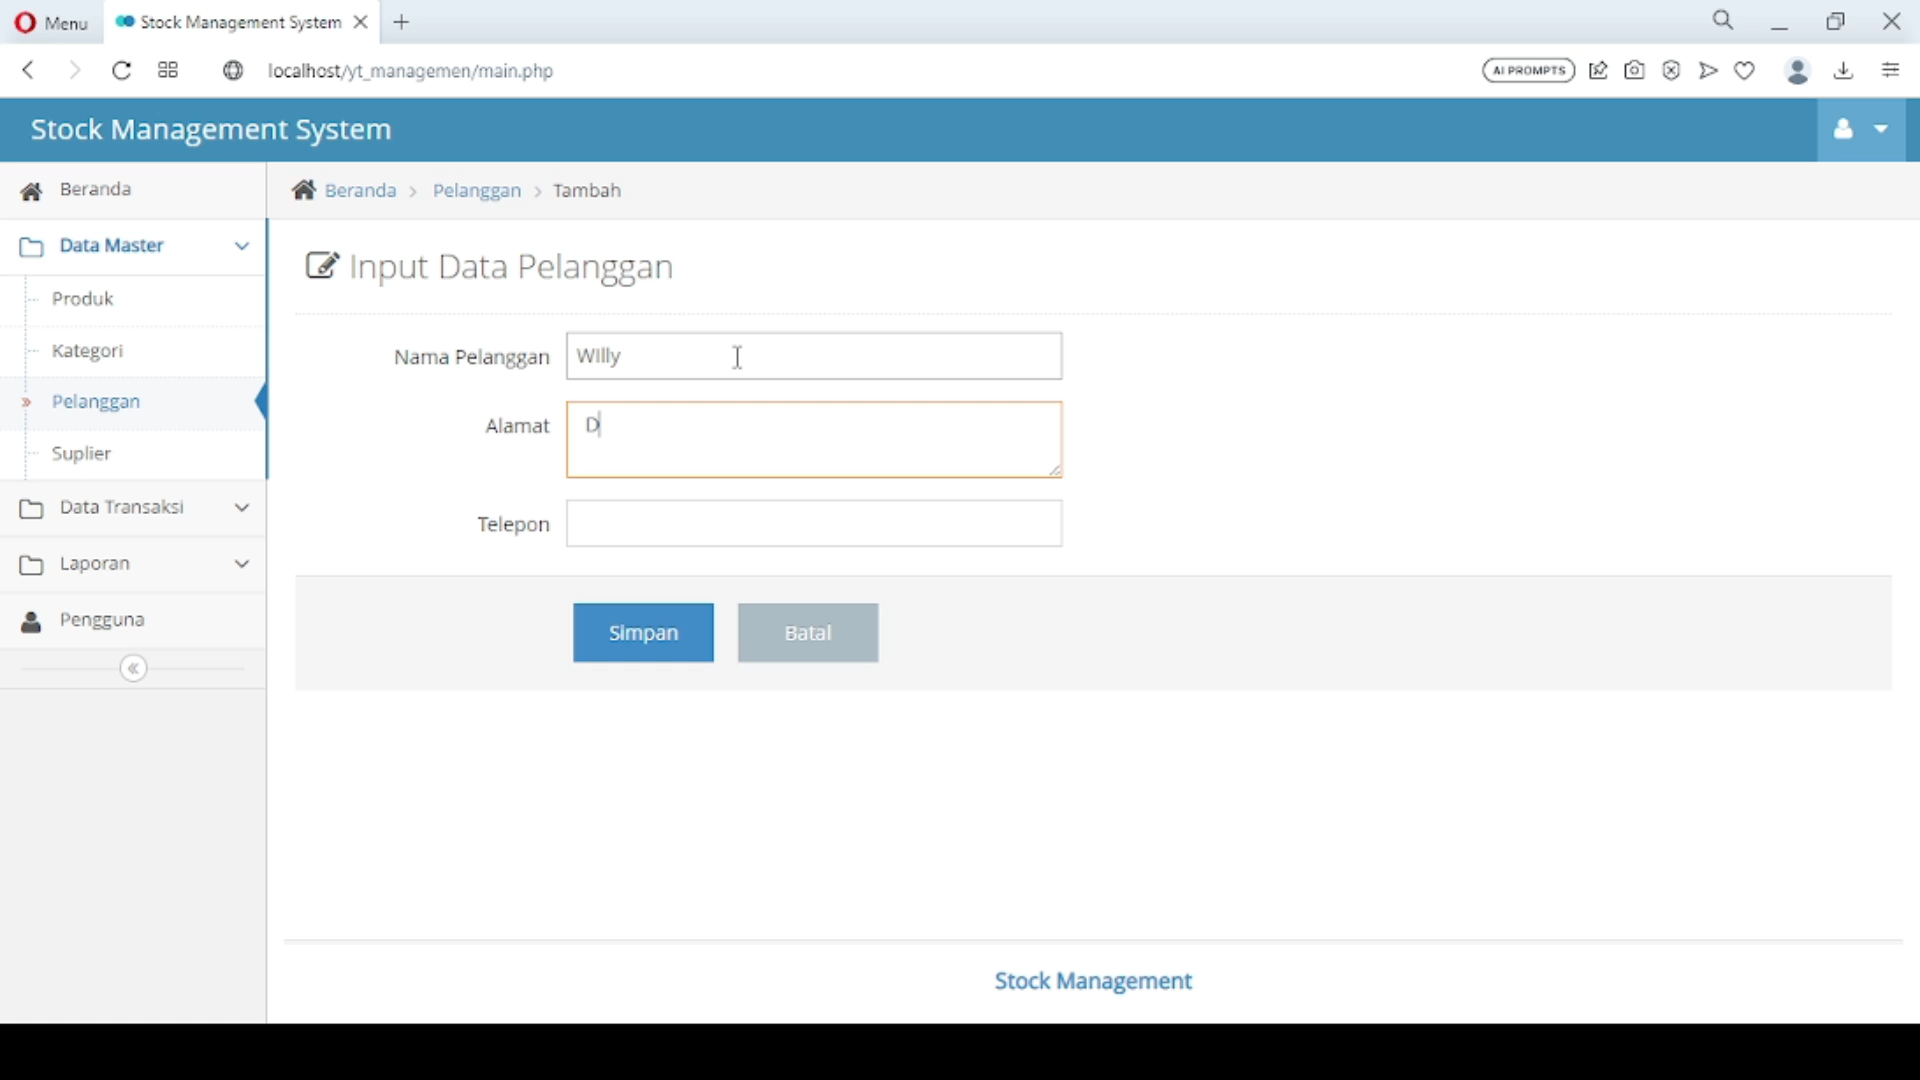 Menu
Stock Management System
localhost/yt_managemen/main.php
AI PROMPTS
Stock Management System
Beranda
Beranda > Pelanggan > Tambah
Data Master
Produk
Kategori
Pelanggan
Suplier
Data Transaksi
Laporan
Pengguna
Input Data Pelanggan
Nama Pelanggan WIlly
Alamat D
Telepon
Simpan Batal
Stock Management